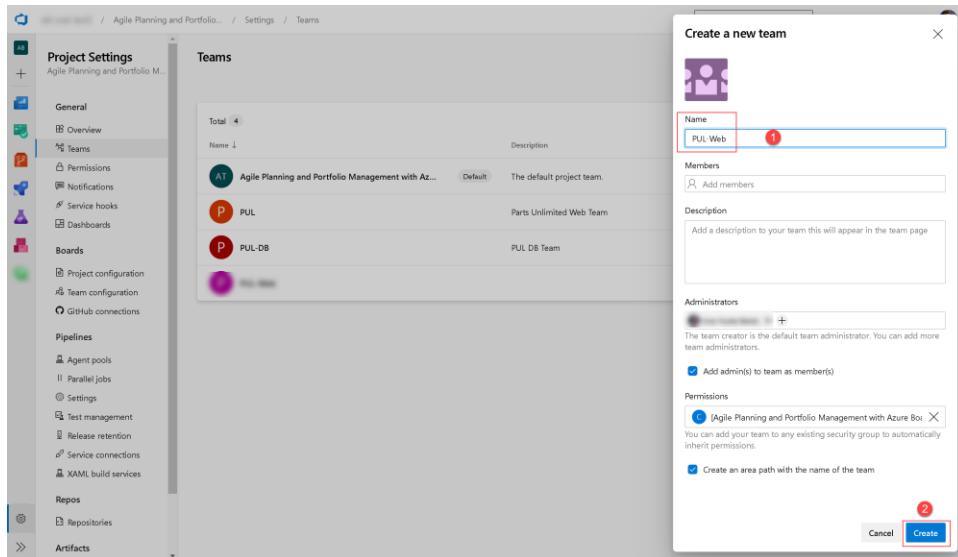 / Agile Planning and Portfolio... / Settings / Teams
AB
Project Settings
Agile Planning and Portfolio M...
General
Overview
Teams
Permissions
Notifications
Service hooks
Dashboards
Boards
Project configuration
Team configuration
GitHub connections
Pipelines
Agent pools
Parallel jobs
Settings
Test management
Release retention
Service connections
XAML build services
Repos
Repositories
Artifacts
Teams
Total 4
Name ↓ Description
AT Agile Planning and Portfolio Management with Az... Default The default project team.
P PUL Parts Unlimited Web Team
P PUL-DB PUL DB Team
Create a new team
Name
PUL-Web 1
Members
Add members
Description
Add a description to your team this will appear in the team page
Administrators
The team creator is the default team administrator. You can add more
team administrators.
Add admin(s) to team as member(s)
Permissions
C [Agile Planning and Portfolio Management with Azure Boa
You can add your team to any existing security group to automatically
inherit permissions.
Create an area path with the name of the team
2
Cancel Create